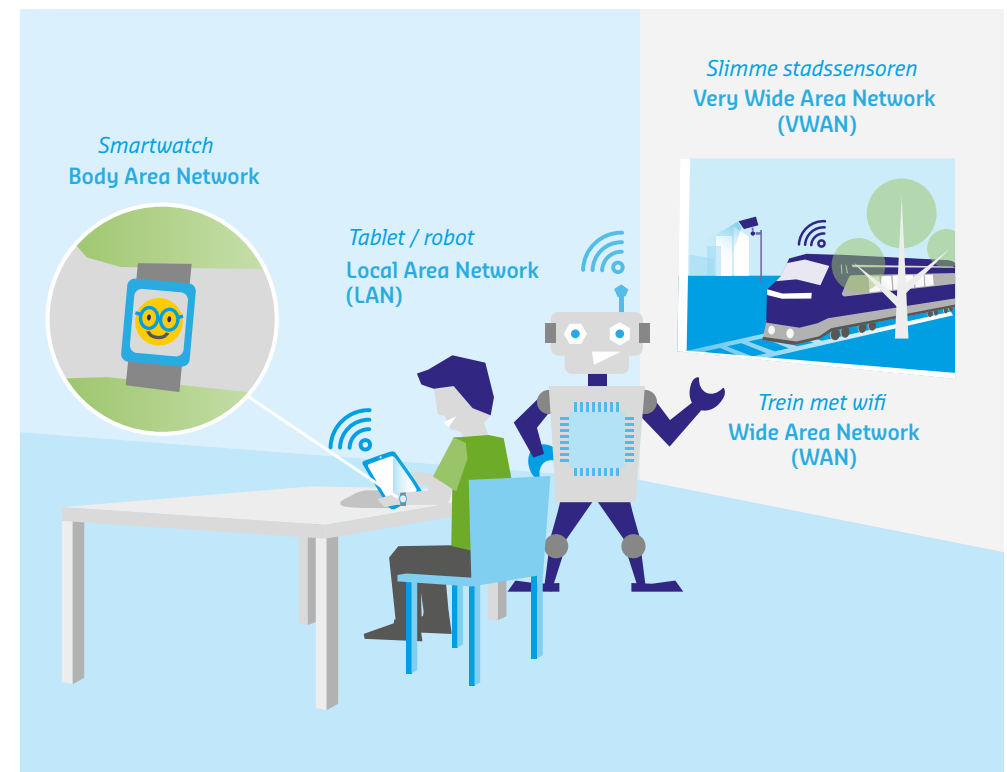 Slimme stadssensoren
Very Wide Area Network
(VWAN)
Smartwatch
Body Area Network
Tablet / robot
Local Area Network
(LAN)
Trein met wifi
Wide Area Network
(WAN)